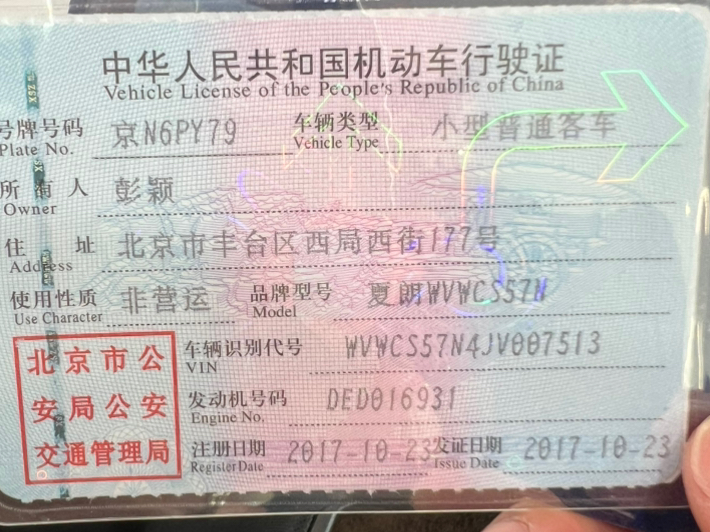 中华人民共和国机动车行驶证
Vehicle License of the People's Republic of China
号牌号码 京N6PY79 车辆类型 小型普通客车
Plate No. Vehicle Type
所有人 彭颖
Owner
住址 北京市丰台区西局西街177号
Address
使用性质 非营运 品牌型号 夏朗WVWCS57N
Use Character Model
车辆识别代号 WVWCS57N4JV007513
VIN
发动机号码 DED016931
Engine No.
注册日期 2017-10-23 发证日期 2017-10-23
Register Date Issue Date
北京市公
安局公安
交通管理局